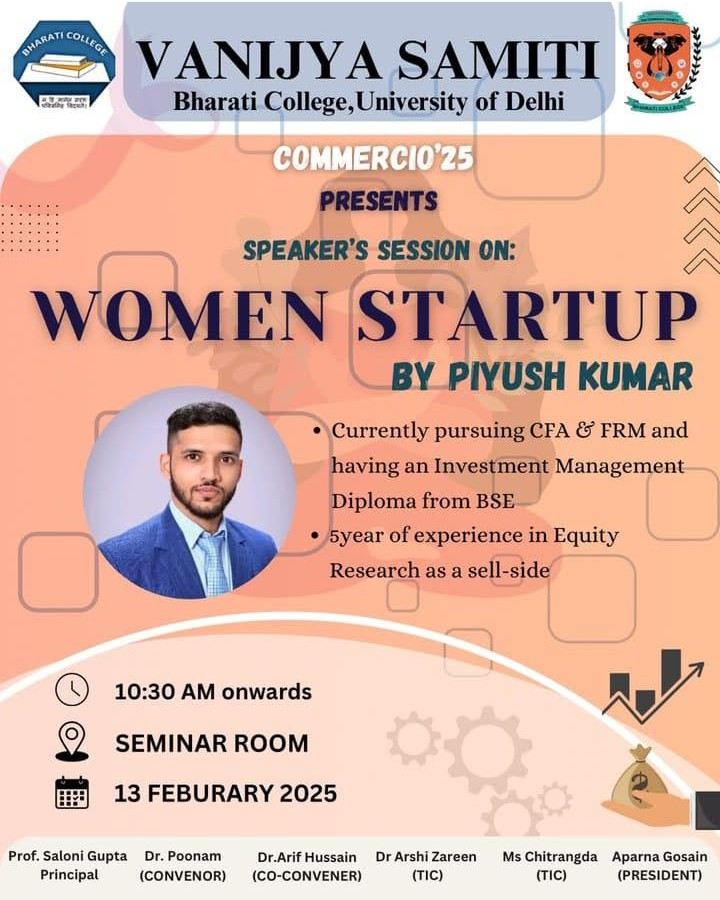 BHARATI COLLEGE
VANIJYA SAMITI
Bharati College,University of Delhi
BHARATI COLLEGE
COMMERCIO'25
PRESENTS
SPEAKER'S SESSION ON:
WOMEN STARTUP
BY PIYUSH KUMAR
• Currently pursuing CFA & FRM and
having an Investment Management
Diploma from BSE
• 5year of experience in Equity
Research as a sell-side
10:30 AM onwards
SEMINAR ROOM
13 FEBURARY 2025
$
Prof. Saloni Gupta Dr. Poonam Dr.Arif Hussain Dr Arshi Zareen Ms Chitrangda Aparna Gosain
Principal (CONVENOR) (CO-CONVENER) (TIC) (TIC) (PRESIDENT)